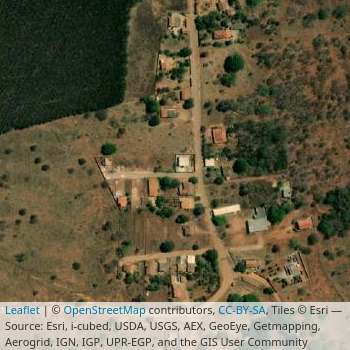 Leaflet | © OpenStreetMap contributors, CC-BY-SA, Tiles © Esri —
Source: Esri, i-cubed, USDA, USGS, AEX, GeoEye, Getmapping,
Aerogrid, IGN, IGP, UPR-EGP, and the GIS User Community